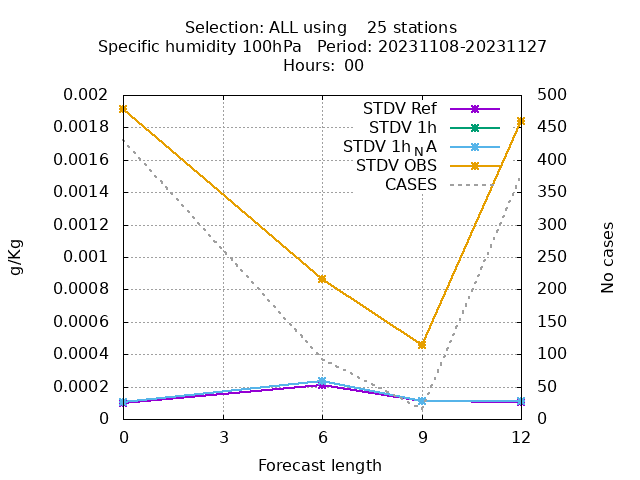 Selection: ALL using    25 stations
Specific humidity 100hPa   Period: 20231108-20231127
Hours:  00
STDV Ref
STDV 1h
STDV 1h_NA
STDV OBS
CASES
0.002
0.0018
0.0016
0.0014
0.0012
0.001
0.0008
0.0006
0.0004
0.0002
0
500
450
400
350
300
250
200
150
100
50
0
g/Kg
No cases
0 3 6 9 12
Forecast length